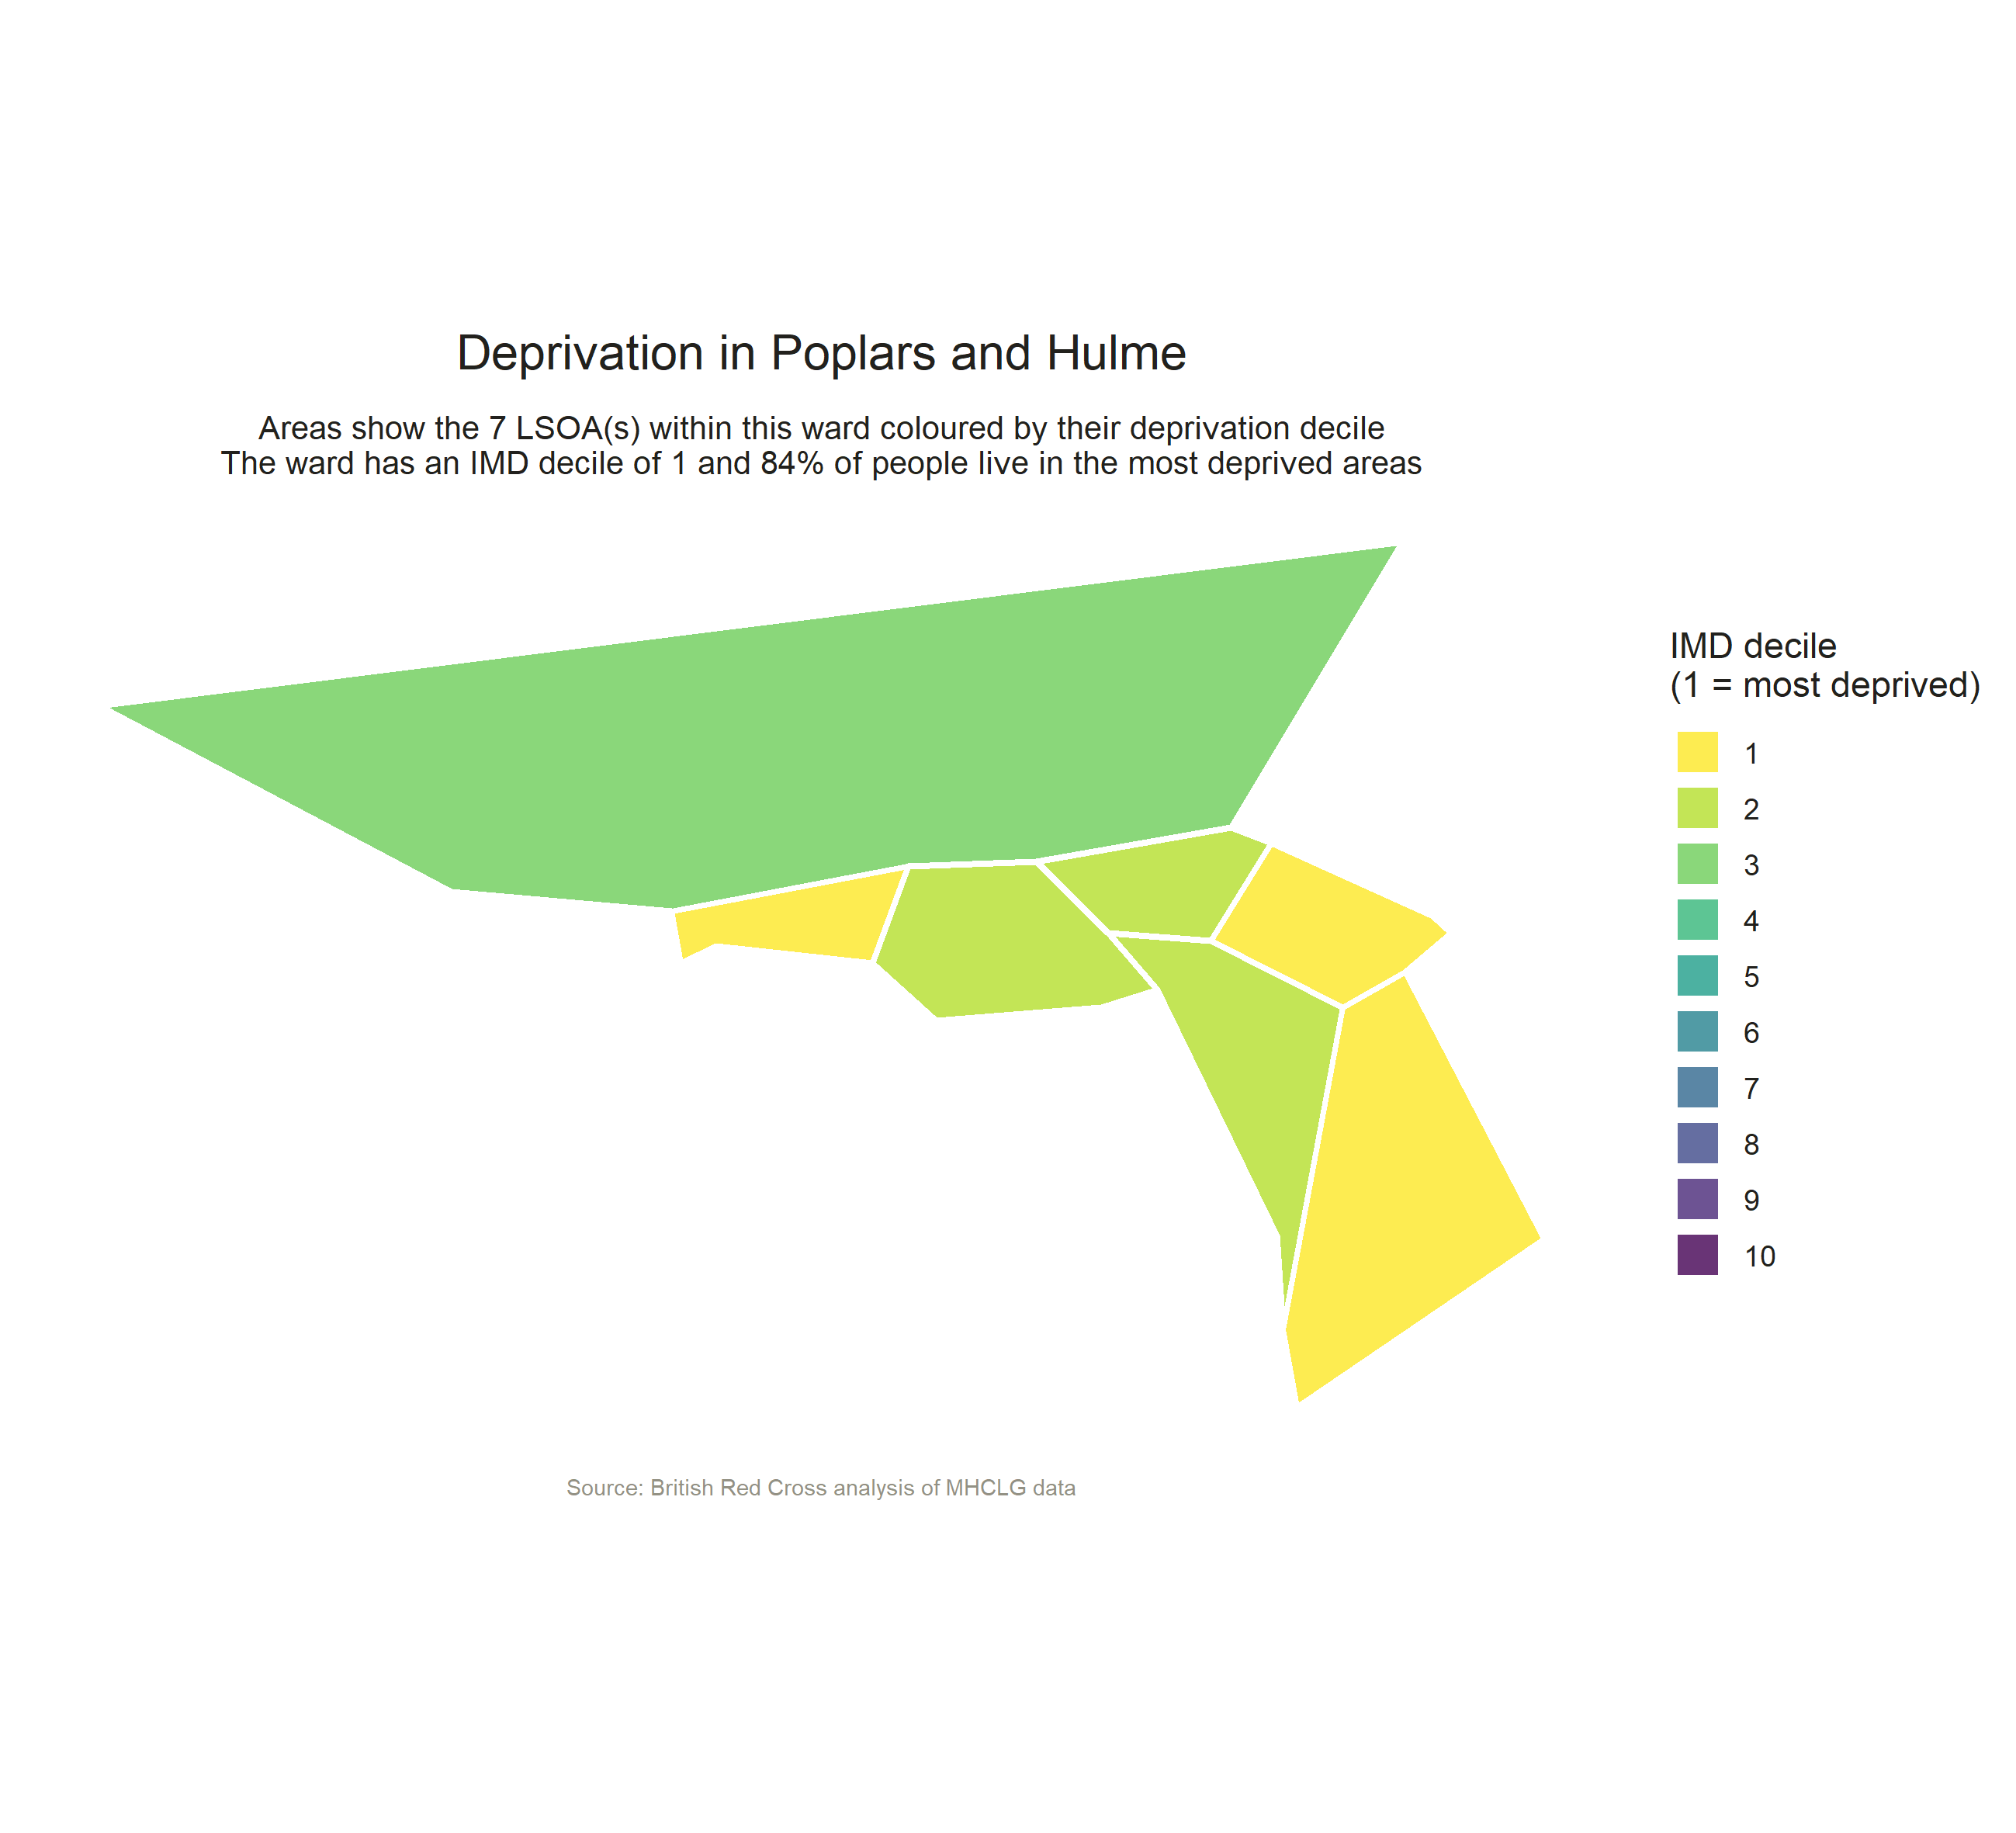 Deprivation in Poplars and Hulme
Areas show the 7 LSOA(s) within this ward coloured by their deprivation decile
The ward has an IMD decile of 1 and 84% of people live in the most deprived areas
IMD decile
(1 = most deprived)
1
2
3
4
5
6
7
8
9
10
Source: British Red Cross analysis of MHCLG data